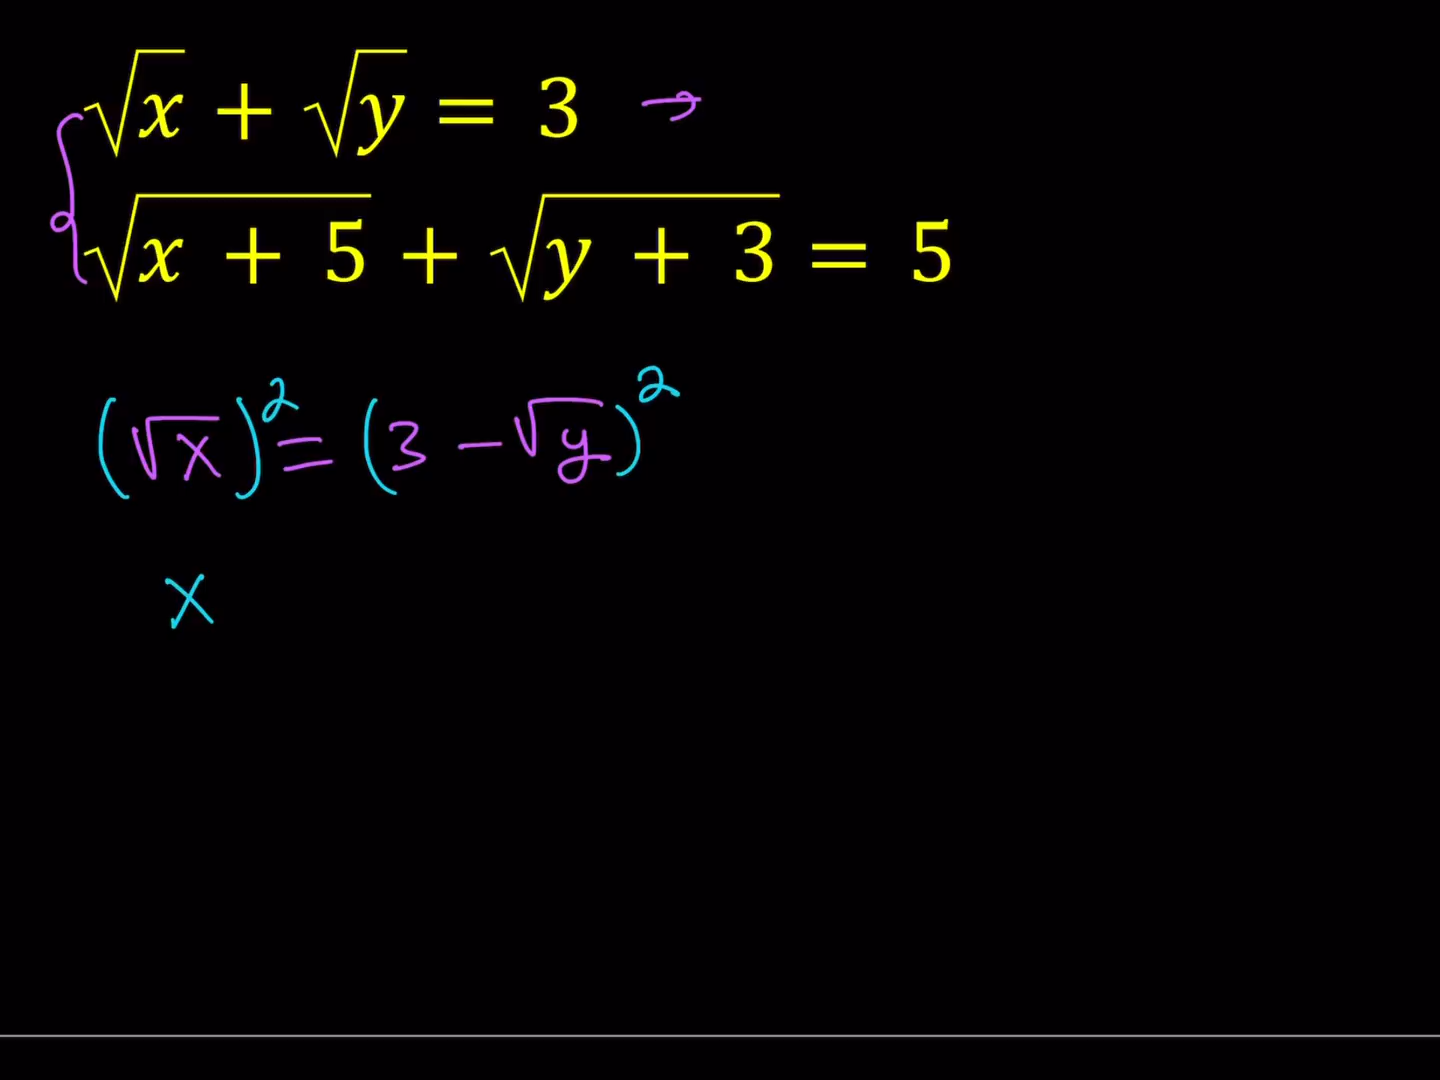 √x + √y = 3 →
√(x + 5) + √(y + 3) = 5
(√x)² = (3 − √y)²
x